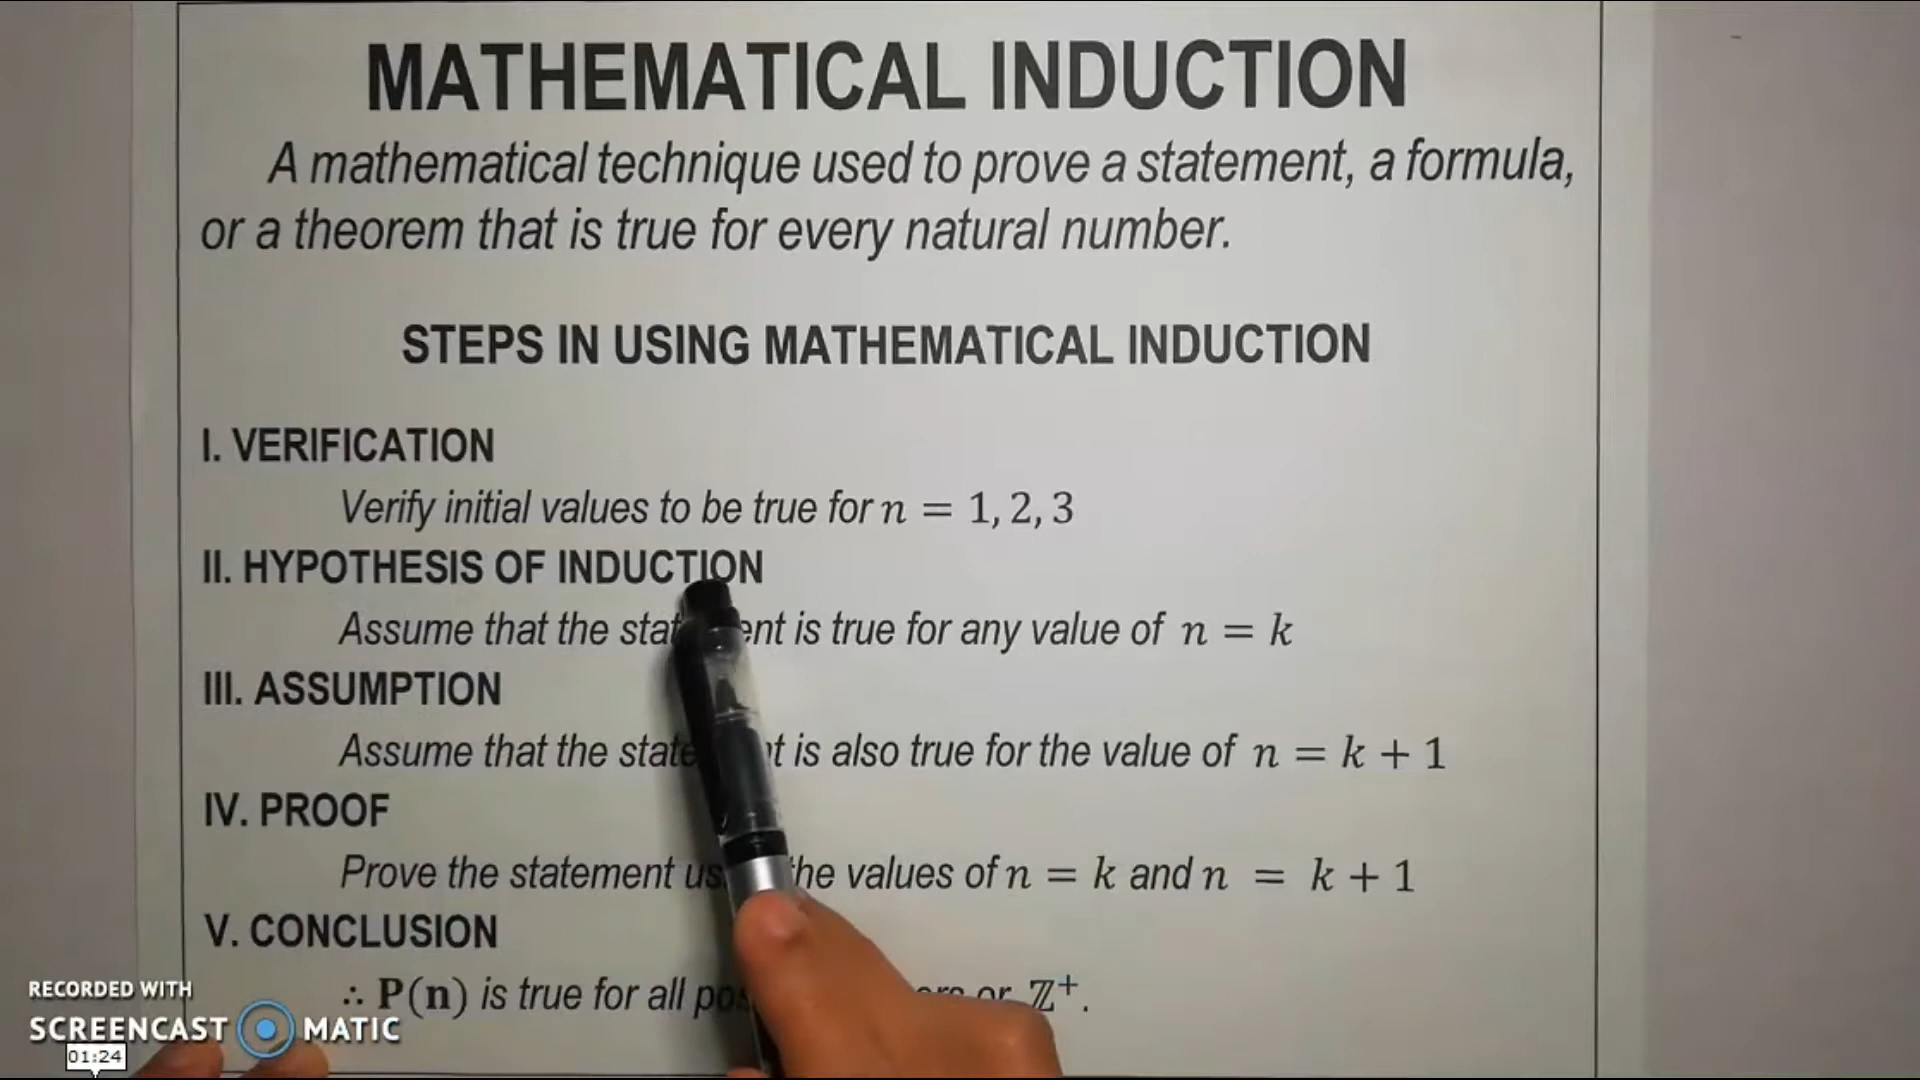 MATHEMATICAL INDUCTION
A mathematical technique used to prove a statement, a formula,
or a theorem that is true for every natural number.
STEPS IN USING MATHEMATICAL INDUCTION
I. VERIFICATION
Verify initial values to be true for n = 1, 2, 3
II. HYPOTHESIS OF INDUCTION
Assume that the is true for any value of n = k
III. ASSUMPTION
Assume that the is also true for the value of n = k + 1
IV. PROOF
Prove the statement the values of n = k and n = k + 1
V. CONCLUSION
∴ P(n) is true for all or ℤ⁺.
RECORDED WITH
SCREENCAST MATIC
01:24